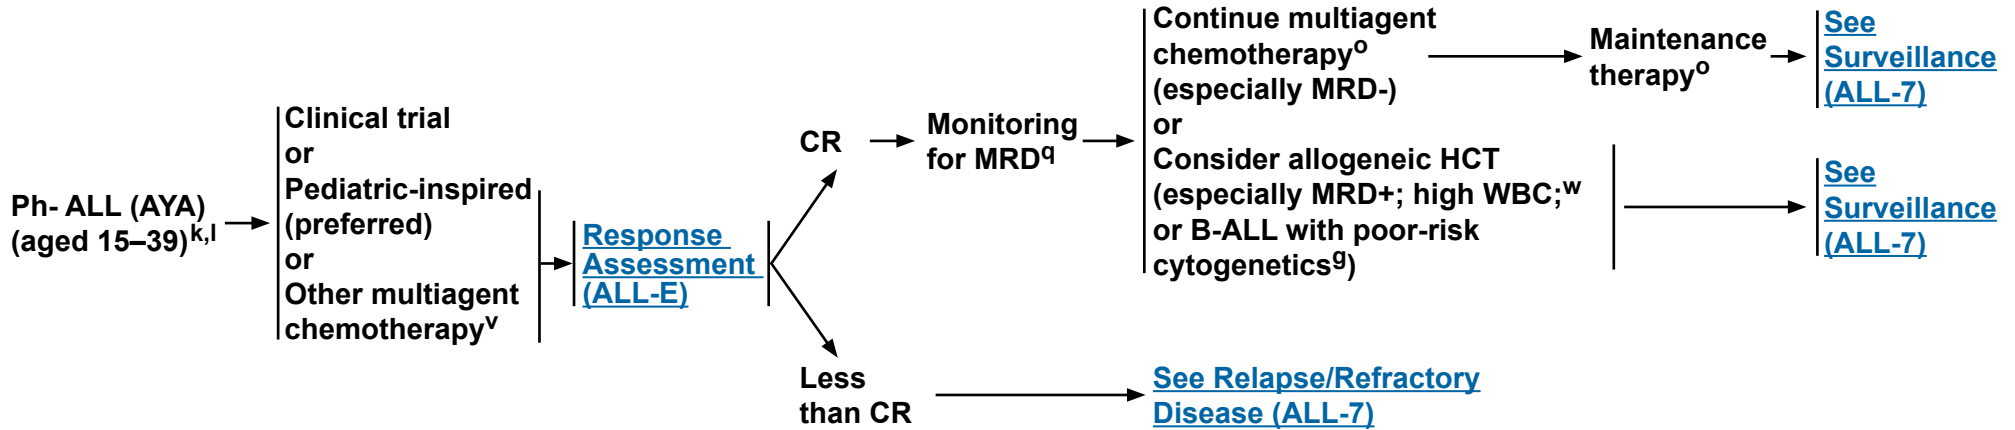 Ph- ALL (AYA)
(aged 15–39)k,l
Clinical trial
or
Pediatric-inspired
(preferred)
or
Other multiagent
chemotherapyv
Response
Assessment
(ALL-E)
CR
Monitoring
for MRDq
Continue multiagent
chemotherapyo
(especially MRD-)
or
Consider allogeneic HCT
(especially MRD+; high WBC;w
or B-ALL with poor-risk
cytogeneticsg)
Maintenance
therapyo
See
Surveillance
(ALL-7)
See
Surveillance
(ALL-7)
Less
than CR
See Relapse/Refractory
Disease (ALL-7)